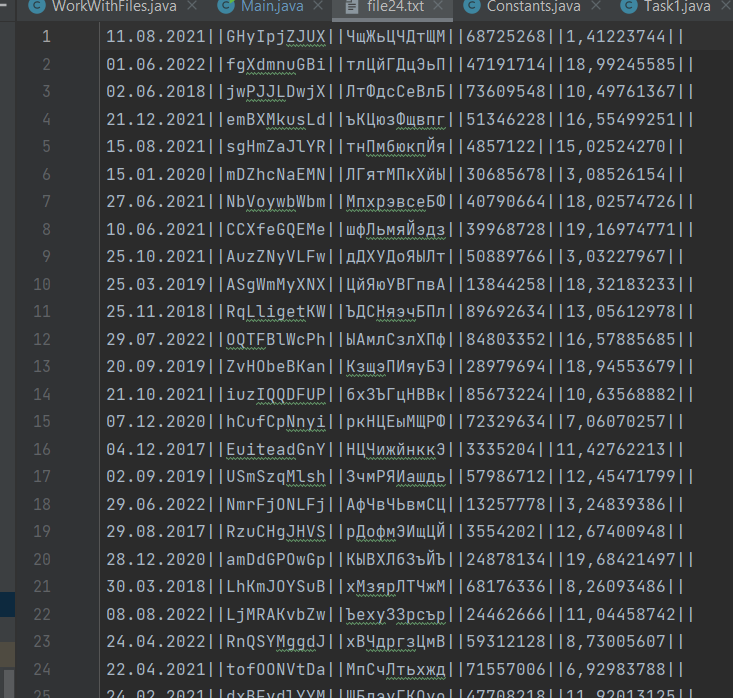 WorkWithFiles.java Main.java file24.txt Constants.java Task1.java
1 11.08.2021||GHyIpjZJUX||ЧщЖьЦЧДтЩМ||68725268||1,41223744||
2 01.06.2022||fgXdmnuGBi||тлЦйГДцЭьП||47191714||18,99245585||
3 02.06.2018||jwPJJLDwjX||ЛтФдсСеВлБ||73609548||10,49761367||
4 21.12.2021||emBXMkusLd||ъКЦюзФщвпг||51346228||16,55499251||
5 15.08.2021||sgHmZaJlYR||тнПмбюкпЙя||4857122||15,02524270||
6 15.01.2020||mDZhcNaEMN||ЛГятМПкХйЫ||30685678||3,08526154||
7 27.06.2021||NbVoywbWbm||МпхрэвсеБФ||40790664||18,02574726||
8 10.06.2021||CCXfeGQEMe||шфЛьмяЙэдз||39968728||19,16974771||
9 25.10.2021||AuzZNyVLFw||дДХУДоЯЫЛт||50889766||3,03227967||
10 25.03.2019||ASgWmMyXNX||ЦйЯюУВГпвА||13844258||18,32183233||
11 25.11.2018||RqLligetKW||ЪДСНяэчБПл||89692634||13,05612978||
12 29.07.2022||OQTFBlWcPh||ЫАмлСзлХПф||84803352||16,57885685||
13 20.09.2019||ZvHObeBKan||КзщэПИяуБЭ||28979694||18,94553679||
14 21.10.2021||iuzIQQDFUP||бхЗЪГцНВВк||85673224||10,63568882||
15 07.12.2020||hCufCpNnyi||ркНЦЕыМЩРФ||72329634||7,06070257||
16 04.12.2017||EuiteadGnY||НЦЧижйнккЭ||3335204||11,42762213||
17 02.09.2019||USmSzqMlsh||ЗчмРЯИашдь||57986712||12,45471799||
18 29.06.2022||NmrFjONLFj||АфЧвЧЬвмСЦ||13257778||3,24839386||
19 29.08.2017||RzuCHgJHVS||рДофмЭИщЦЙ||3554202||12,67400948||
20 28.12.2020||amDdGPOwGp||КЫВХЛбЗъЙЪ||24878134||19,68421497||
21 30.03.2018||LhKmJOYSuB||хМзярЛТЧжМ||68176336||8,26093486||
22 08.08.2022||LjMRAKvbZw||ЪехуЗЗрсър||24462666||11,04458742||
23 24.04.2022||RnQSYMggdJ||хВЧдргзЦмВ||59312128||8,73005607||
24 22.04.2021||tofOONVtDa||МпСчЛтьхжд||71557006||6,92983788||
25